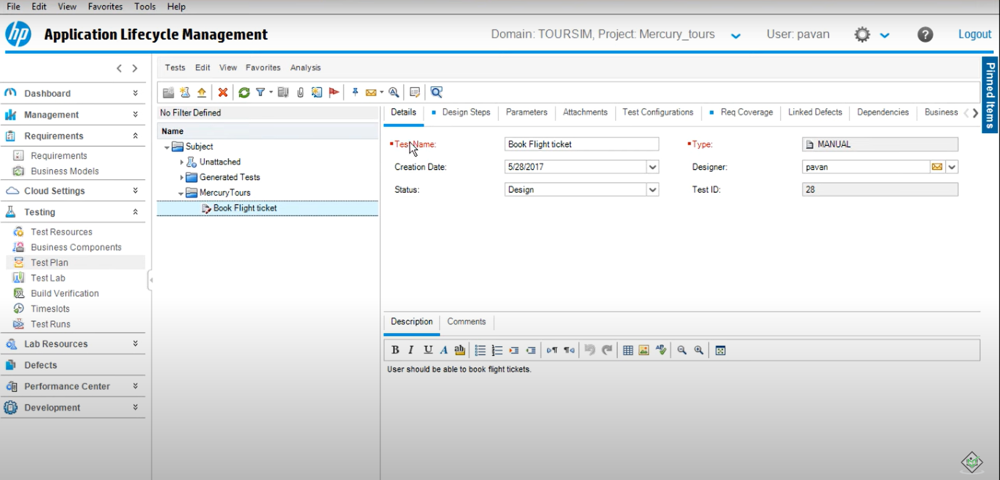 File Edit View Favorites Tools Help
hp Application Lifecycle Management
Domain: TOURSIM, Project: Mercury_tours User: pavan ? Logout
Pinned Items
Dashboard
Management
Requirements
Requirements
Business Models
Cloud Settings
Testing
Test Resources
Business Components
Test Plan
Test Lab
Build Verification
Timeslots
Test Runs
Lab Resources
Defects
Performance Center
Development
Tests Edit View Favorites Analysis
No Filter Defined
Name
Subject
Unattached
Generated Tests
MercuryTours
Book Flight ticket
Details Design Steps Parameters Attachments Test Configurations Req Coverage Linked Defects Dependencies Business
Test Name: Book Flight ticket Type: MANUAL
Creation Date: 5/28/2017 Designer: pavan
Status: Design Test ID: 28
Description Comments
B I U A ab
User should be able to book flight tickets.